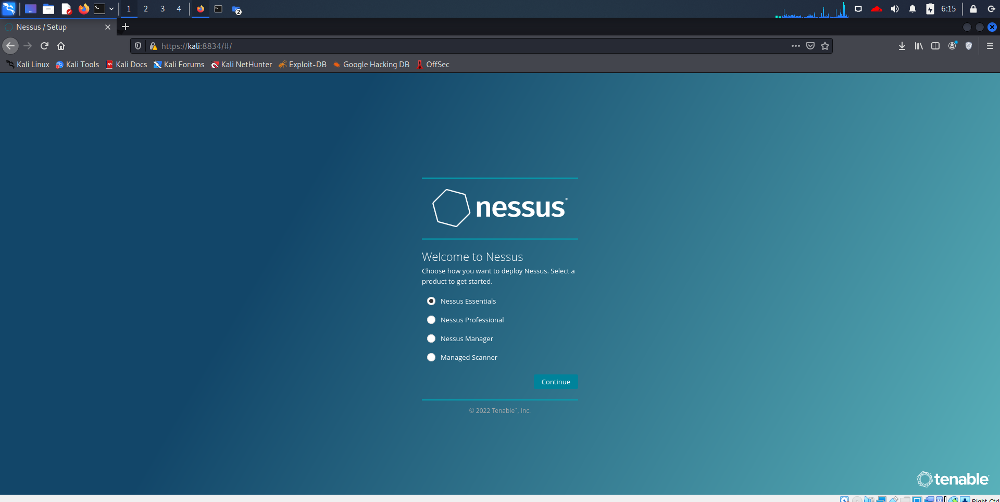 1 2 3 4 2 6:15
Nessus / Setup
https://kali:8834/#/
Kali Linux Kali Tools Kali Docs Kali Forums Kali NetHunter Exploit-DB Google Hacking DB OffSec
nessus®
Welcome to Nessus
Choose how you want to deploy Nessus. Select a
product to get started.
Nessus Essentials
Nessus Professional
Nessus Manager
Managed Scanner
Continue
© 2022 Tenable™, Inc.
tenable
Right Ctrl